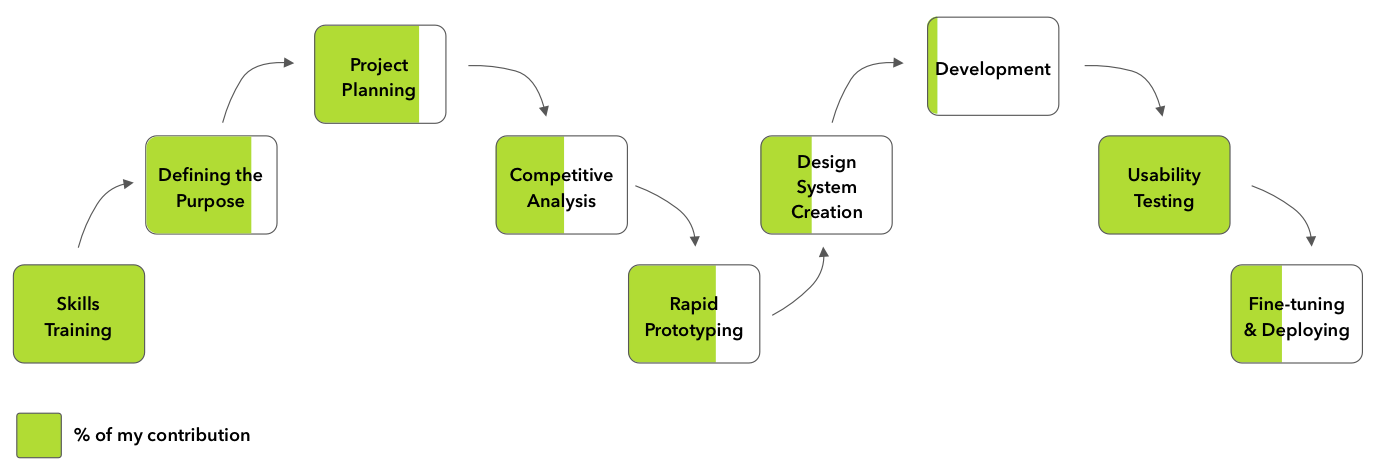 Skills
Training
Defining the
Purpose
Project
Planning
Competitive
Analysis
Rapid
Prototyping
Design
System
Creation
Development
Usability
Testing
Fine-tuning
& Deploying
% of my contribution